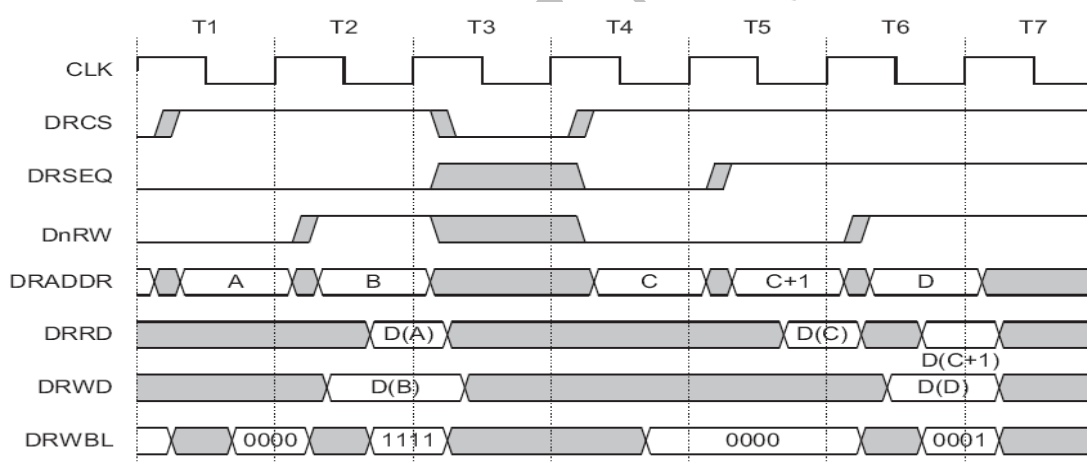 T1 T2 T3 T4 T5 T6 T7
CLK
DRCS
DRSEQ
DnRW
DRADDR A B C C+1 D
DRRD D(A) D(C)
D(C+1)
DRWD D(B) D(D)
DRWBL 0000 1111 0000 0001